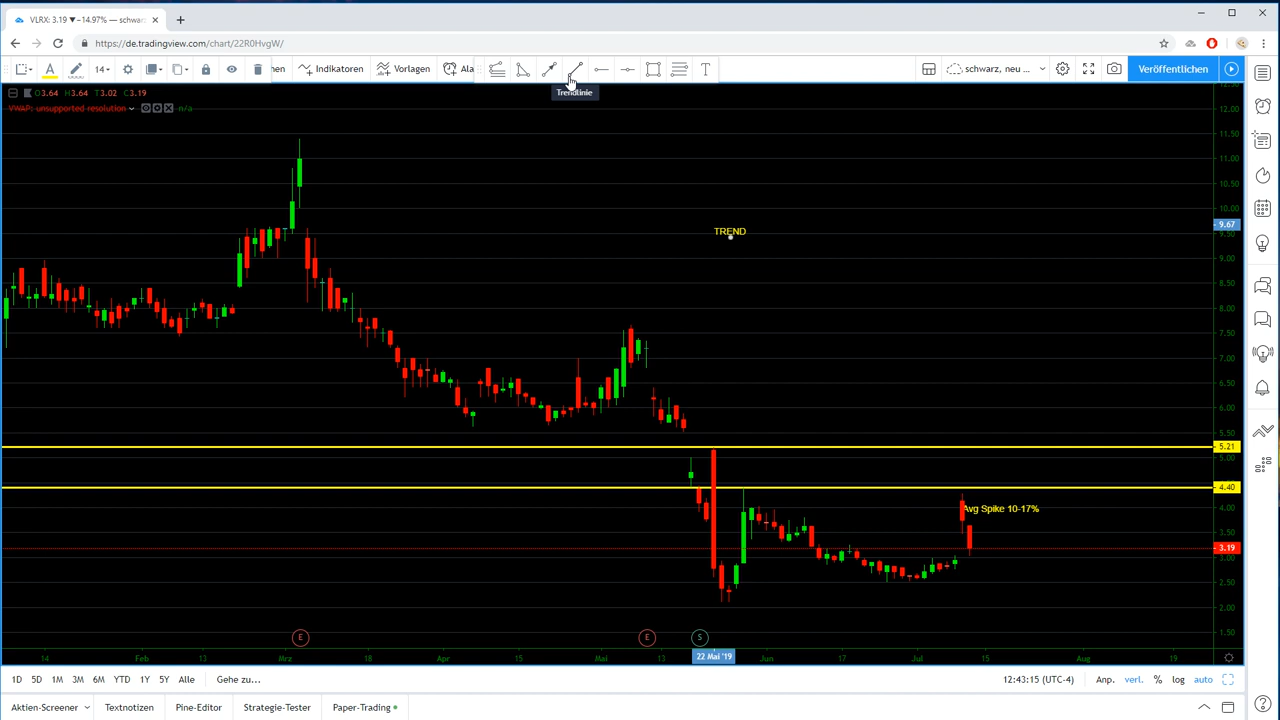 VLRX: 3.19 ▼−14.97% — schwarz
https://de.tradingview.com/chart/22R0HvgW/
14
nen
Indikatoren
Vorlagen
Ala
schwarz, neu ...
Veröffentlichen
Trendlinie
O3.64 H3.64 T3.02 C3.19
VWAP: unsupported resolution
n/a
12.50
12.00
11.50
11.00
10.50
10.00
9.67
9.50
9.00
8.50
8.00
7.50
7.00
6.50
6.00
5.50
5.21
5.00
4.40
4.00
3.50
3.19
3.00
2.50
2.00
1.50
TREND
Avg Spike 10-17%
E
E
S
14 Feb 13 Mrz 18 Apr 15 Mai 13 22 Mai '19 Jun 17 Jul 15 Aug 19
1D 5D 1M 3M 6M YTD 1Y 5Y Alle Gehe zu...
12:43:15 (UTC-4) Anp. verl. % log auto
Aktien-Screener Textnotizen Pine-Editor Strategie-Tester Paper-Trading